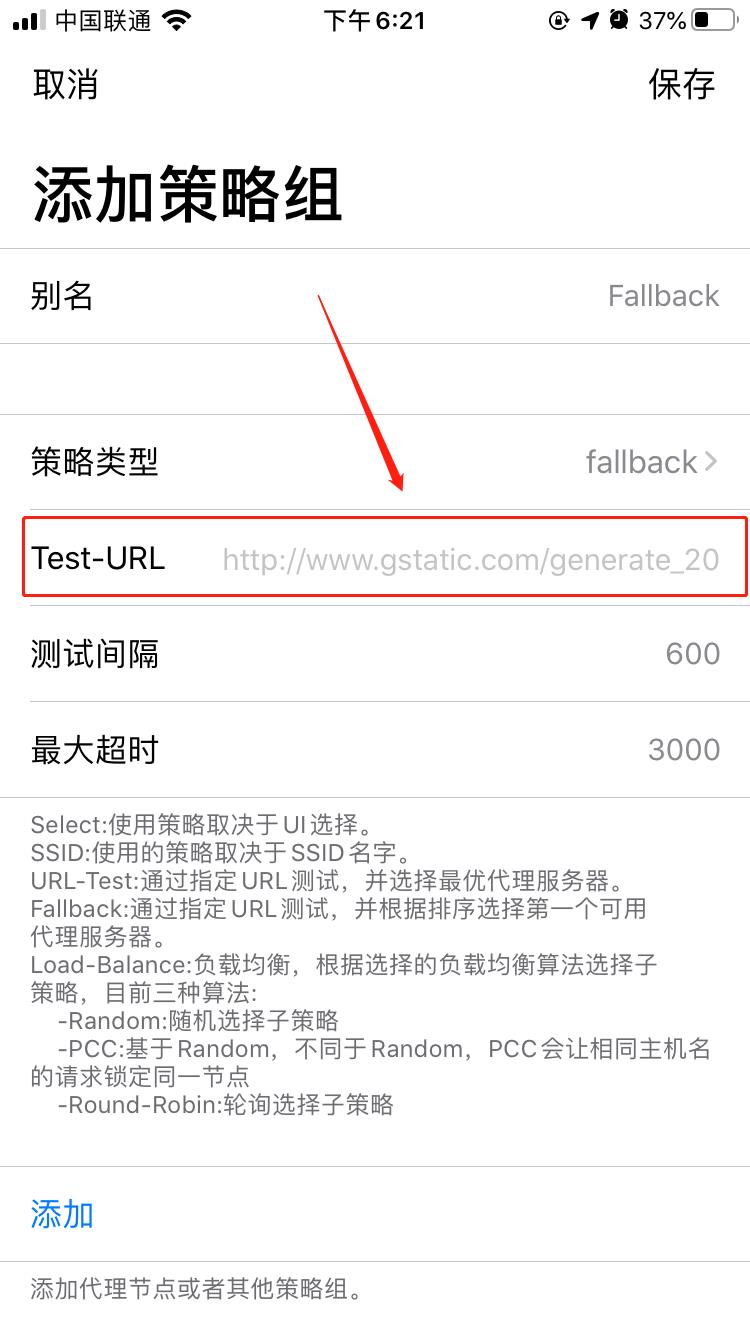 中国联通 下午6:21 37%
取消 保存
添加策略组
别名 Fallback
策略类型 fallback
Test-URL http://www.gstatic.com/generate_20
测试间隔 600
最大超时 3000
Select:使用策略取决于UI选择。
SSID:使用的策略取决于SSID名字。
URL-Test:通过指定URL测试，并选择最优代理服务器。
Fallback:通过指定URL测试，并根据排序选择第一个可用
代理服务器。
Load-Balance:负载均衡，根据选择的负载均衡算法选择子
策略，目前三种算法:
-Random:随机选择子策略
-PCC:基于Random，不同于Random，PCC会让相同主机名
的请求锁定同一节点
-Round-Robin:轮询选择子策略
添加
添加代理节点或者其他策略组。